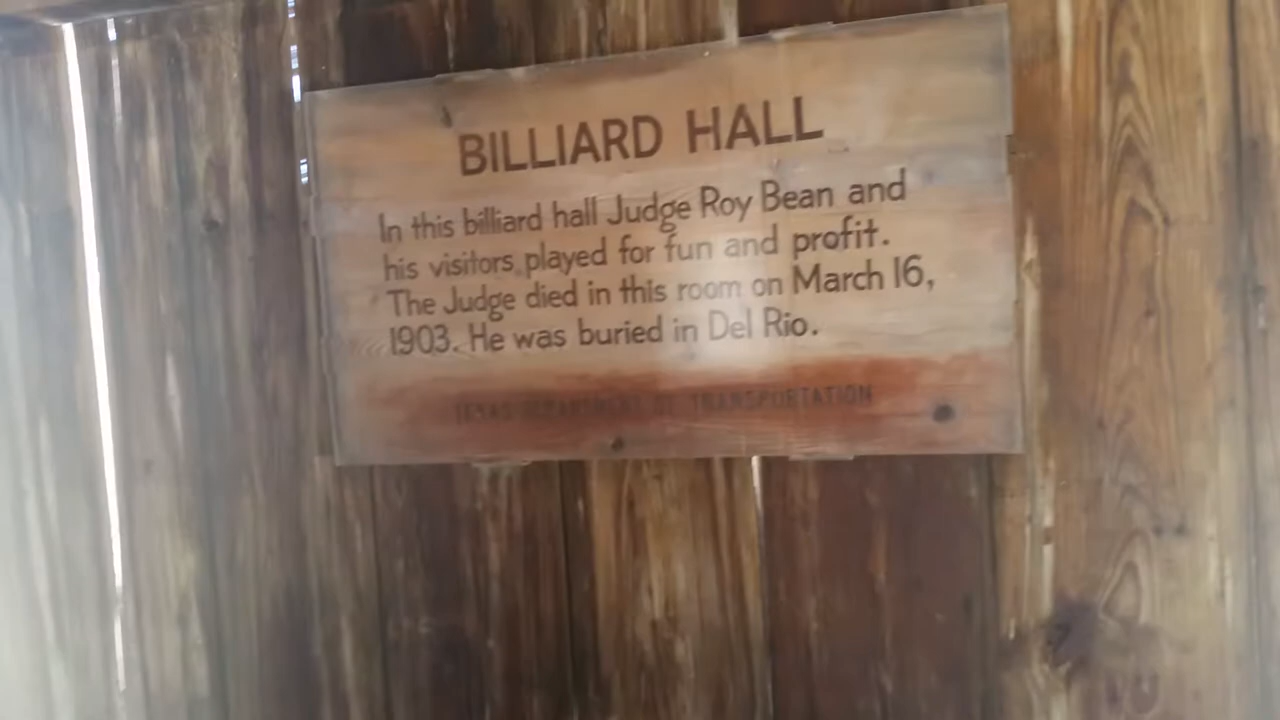 BILLIARD HALL
In this billiard hall Judge Roy Bean and
his visitors played for fun and profit.
The Judge died in this room on March 16,
1903. He was buried in Del Rio.
TEXAS DEPARTMENT OF TRANSPORTATION